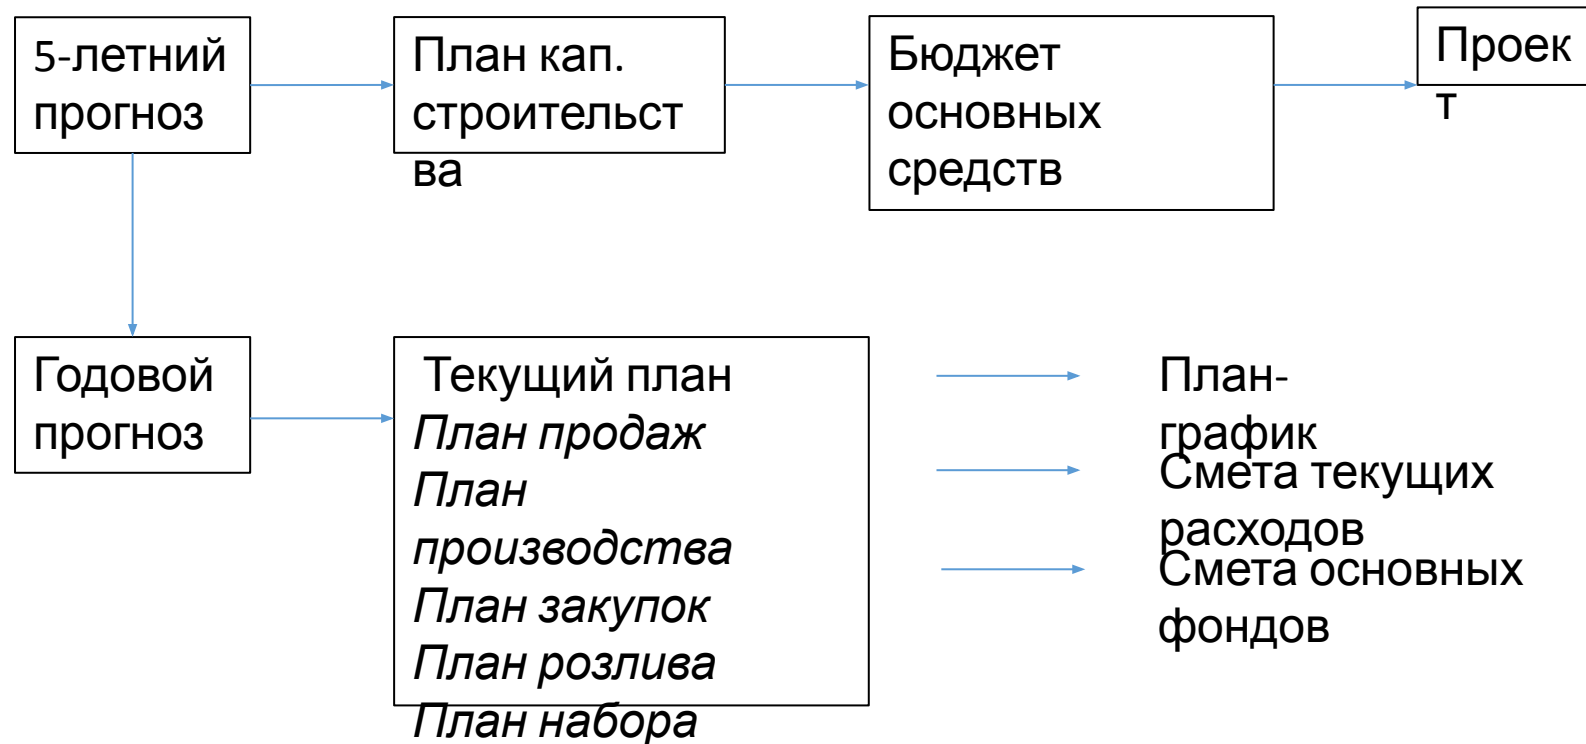 5-летний
прогноз
План кап.
строительст
ва
Бюджет
основных
средств
Проек
т
Годовой
прогноз
Текущий план
План продаж
План
производства
План закупок
План розлива
План набора
План-
график
Смета текущих
расходов
Смета основных
фондов